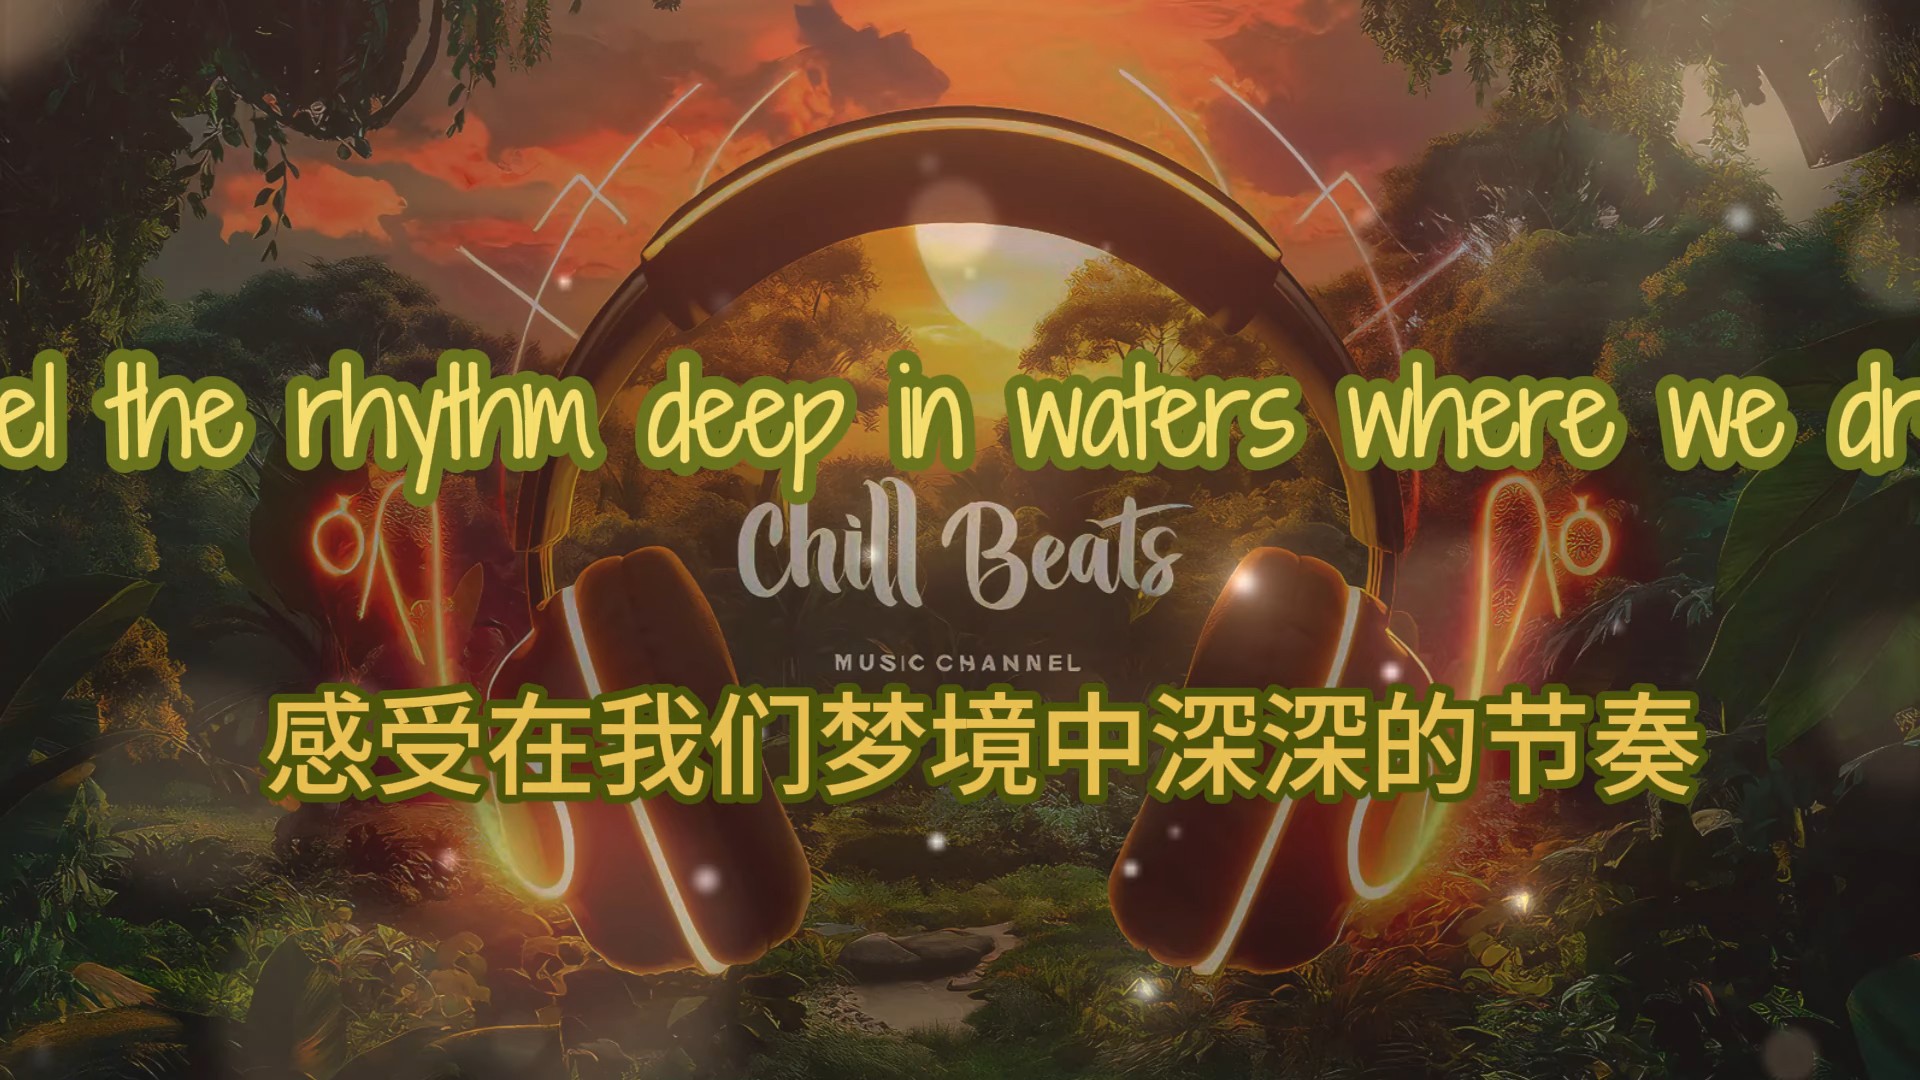 el the rhythm deep in waters where we dr
Chill Beats
MUSIC CHANNEL
感受在我们梦境中深深的节奏